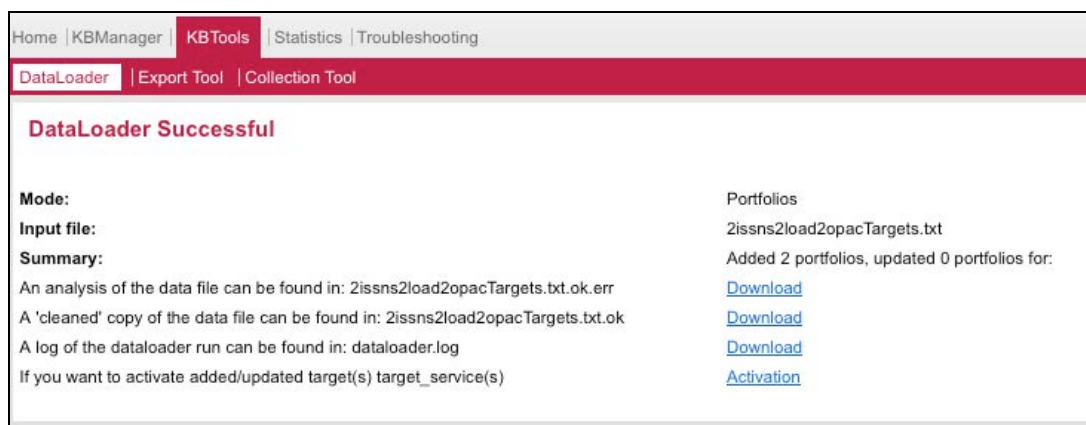 Home | KBManager | KBTools | Statistics | Troubleshooting
DataLoader | Export Tool | Collection Tool
DataLoader Successful
Mode: Portfolios
Input file: 2issns2load2opacTargets.txt
Summary: Added 2 portfolios, updated 0 portfolios for:
An analysis of the data file can be found in: 2issns2load2opacTargets.txt.ok.err Download
A 'cleaned' copy of the data file can be found in: 2issns2load2opacTargets.txt.ok Download
A log of the dataloader run can be found in: dataloader.log Download
If you want to activate added/updated target(s) target_service(s) Activation